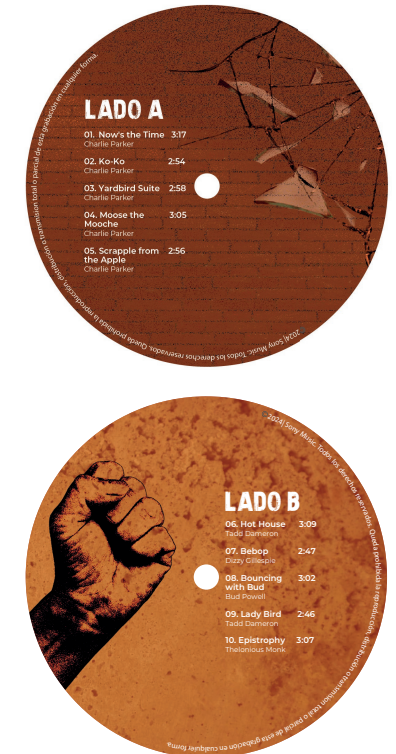 LADO A
01. Now's the Time 3:17
Charlie Parker
02. Ko-Ko 2:54
Charlie Parker
03. Yardbird Suite 2:58
Charlie Parker
04. Moose the 3:05
Mooche
Charlie Parker
05. Scrapple from 2:56
the Apple
Charlie Parker
2024| Sony Music. Todos los derechos reservados. Queda prohibida la reproducción, distribución o transmisión total o parcial de esta grabación en cualquier forma.
LADO B
06. Hot House 3:09
Tadd Dameron
07. Bebop 2:47
Dizzy Gillespie
08. Bouncing 3:02
with Bud
Bud Powell
09. Lady Bird 2:46
Tadd Dameron
10. Epistrophy 3:07
Thelonious Monk
©2024| Sony Music. Todos los derechos reservados. Queda prohibida la reproducción, distribución o transmisión total o parcial de esta grabación en cualquier forma.